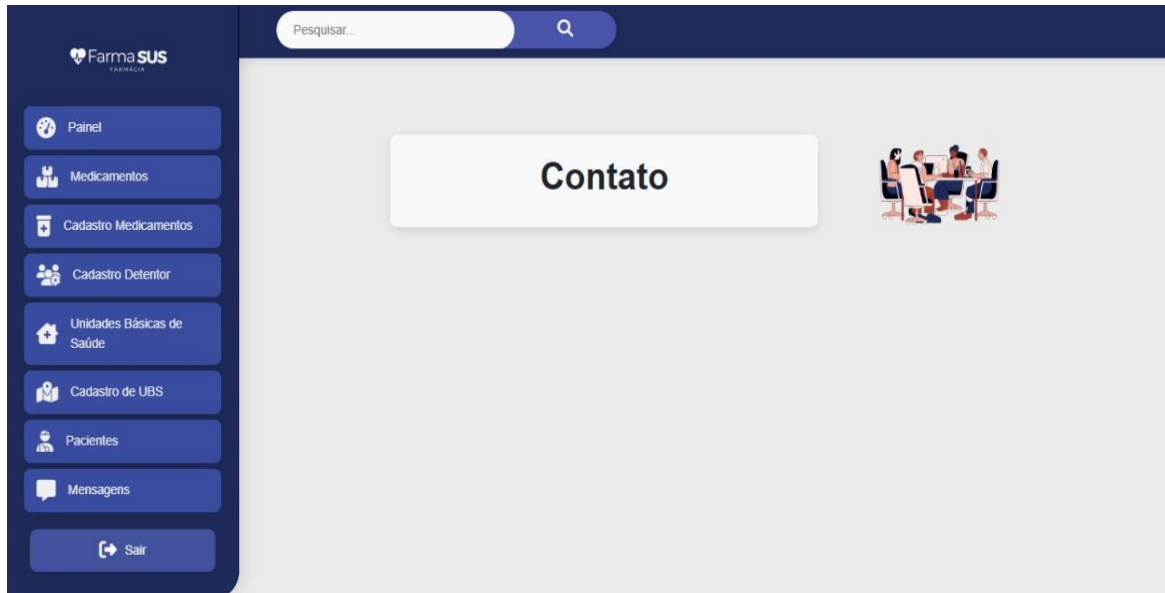 Pesquisar...
Farma SUS
FARMÁCIA
Painel
Medicamentos
Cadastro Medicamentos
Cadastro Detentor
Unidades Básicas de
Saúde
Cadastro de UBS
Pacientes
Mensagens
Sair
Contato